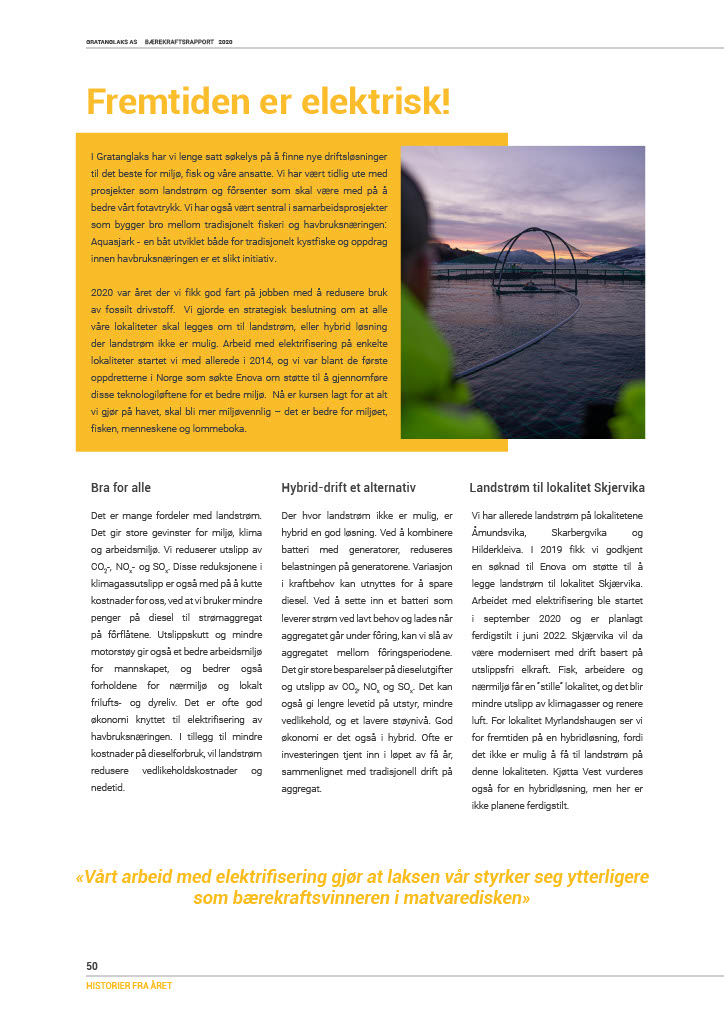 GRATANGLAKS AS BÆREKRAFTSRAPPORT 2020
Fremtiden er elektrisk!
I Gratanglaks har vi lenge satt søkelys på å finne nye driftsløsninger
til det beste for miljø, fisk og våre ansatte. Vi har vært tidlig ute med
prosjekter som landstrøm og fôrsenter som skal være med på å
bedre vårt fotavtrykk. Vi har også vært sentral i samarbeidsprosjekter
som bygger bro mellom tradisjonelt fiskeri og havbruksnæringen:
Aquasjark - en båt utviklet både for tradisjonelt kystfiske og oppdrag
innen havbruksnæringen er et slikt initiativ.
2020 var året der vi fikk god fart på jobben med å redusere bruk
av fossilt drivstoff. Vi gjorde en strategisk beslutning om at alle
våre lokaliteter skal legges om til landstrøm, eller hybrid løsning
der landstrøm ikke er mulig. Arbeid med elektrifisering på enkelte
lokaliteter startet vi med allerede i 2014, og vi var blant de første
oppdretterne i Norge som søkte Enova om støtte til å gjennomføre
disse teknologiløftene for et bedre miljø. Nå er kursen lagt for at alt
vi gjør på havet, skal bli mer miljøvennlig – det er bedre for miljøet,
fisken, menneskene og lommeboka.
Bra for alle
Det er mange fordeler med landstrøm.
Det gir store gevinster for miljø, klima
og arbeidsmiljø. Vi reduserer utslipp av
CO₂-, NOₓ- og SOₓ. Disse reduksjonene i
klimagassutslipp er også med på å kutte
kostnader for oss, ved at vi bruker mindre
penger på diesel til strømaggregat
på fôrflåtene. Utslippskutt og mindre
motorstøy gir også et bedre arbeidsmiljø
for mannskapet, og bedrer også
forholdene for nærmiljø og lokalt
frilufts- og dyreliv. Det er ofte god
økonomi knyttet til elektrifisering av
havbruksnæringen. I tillegg til mindre
kostnader på dieselforbruk, vil landstrøm
redusere vedlikeholdskostnader og
nedetid.
Hybrid-drift et alternativ
Der hvor landstrøm ikke er mulig, er
hybrid en god løsning. Ved å kombinere
batteri med generatorer, reduseres
belastningen på generatorene. Variasjon
i kraftbehov kan utnyttes for å spare
diesel. Ved å sette inn et batteri som
leverer strøm ved lavt behov og lades når
aggregatet går under fôring, kan vi slå av
aggregatet mellom fôringsperiodene.
Det gir store besparelser på dieselutgifter
og utslipp av CO₂, NOₓ og SOₓ. Det kan
også gi lengre levetid på utstyr, mindre
vedlikehold, og et lavere støynivå. God
økonomi er det også i hybrid. Ofte er
investeringen tjent inn i løpet av få år,
sammenlignet med tradisjonell drift på
aggregat.
Landstrøm til lokalitet Skjervika
Vi har allerede landstrøm på lokalitetene
Åmundsvika, Skarbergvika og
Hilderkleiva. I 2019 fikk vi godkjent
en søknad til Enova om støtte til å
legge landstrøm til lokalitet Skjærvika.
Arbeidet med elektrifisering ble startet
i september 2020 og er planlagt
ferdigstilt i juni 2022. Skjærvika vil da
være modernisert med drift basert på
utslippsfri elkraft. Fisk, arbeidere og
nærmiljø får en "stille" lokalitet, og det blir
mindre utslipp av klimagasser og renere
luft. For lokalitet Myrlandshaugen ser vi
for fremtiden på en hybridløsning, fordi
det ikke er mulig å få til landstrøm på
denne lokaliteten. Kjøtta Vest vurderes
også for en hybridløsning, men her er
ikke planene ferdigstilt.
«Vårt arbeid med elektrifisering gjør at laksen vår styrker seg ytterligere
som bærekraftsvinneren i matvaredisken»
50
HISTORIER FRA ÅRET